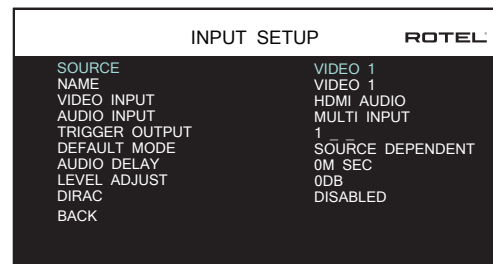 INPUT SETUP ROTEL
SOURCE VIDEO 1
NAME VIDEO 1
VIDEO INPUT HDMI AUDIO
AUDIO INPUT MULTI INPUT
TRIGGER OUTPUT 1 _ _
DEFAULT MODE SOURCE DEPENDENT
AUDIO DELAY 0M SEC
LEVEL ADJUST 0DB
DIRAC DISABLED
BACK